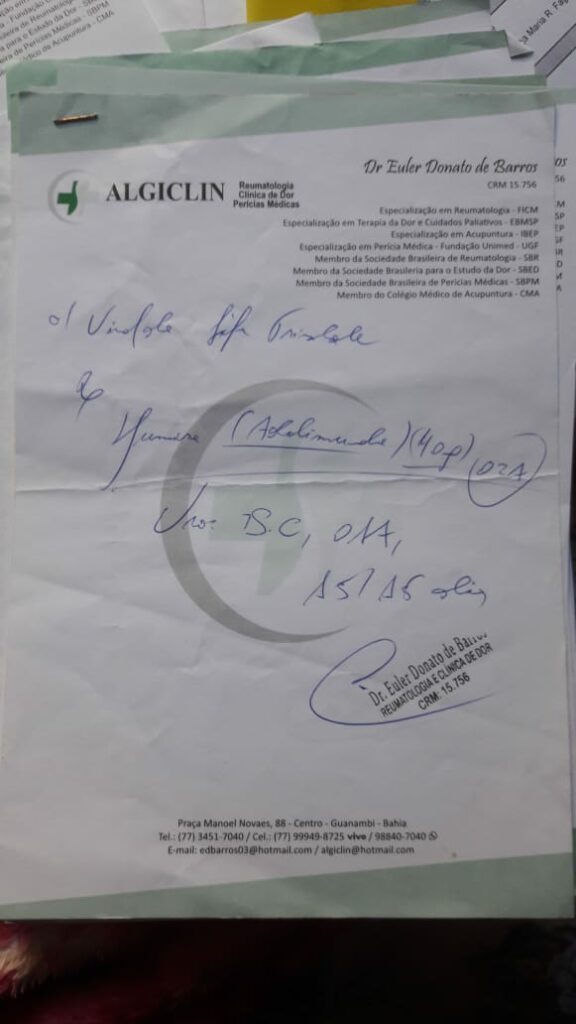 Dr Euler Donato de Barros
CRM 15.756
ALGICLIN
Reumatologia
Clínica de Dor
Perícias Médicas
Especialização em Reumatologia - FICM
Especialização em Terapia da Dor e Cuidados Paliativos - EBMSP
Especialização em Acupuntura - IBEP
Especialização em Perícia Médica - Fundação Unimed - UGF
Membro da Sociedade Brasileira de Reumatologia - SBR
Membro da Sociedade Brasileria para o Estudo da Dor - SBED
Membro da Sociedade Brasileira de Perícias Médicas - SBPM
Membro do Colégio Médico de Acupuntura - CMA
Humira (Adalimumabe) (40mg)
Uso: S.C,
15/15 dias
Dr. Euler Donato de Barros
REUMATOLOGIA E CLÍNICA DE DOR
CRM: 15.756
Praça Manoel Novaes, 88 - Centro - Guanambi - Bahia
Tel.: (77) 3451-7040 / Cel.: (77) 99949-8725 vivo / 98840-7040
E-mail: edbarros03@hotmail.com / algiclin@hotmail.com